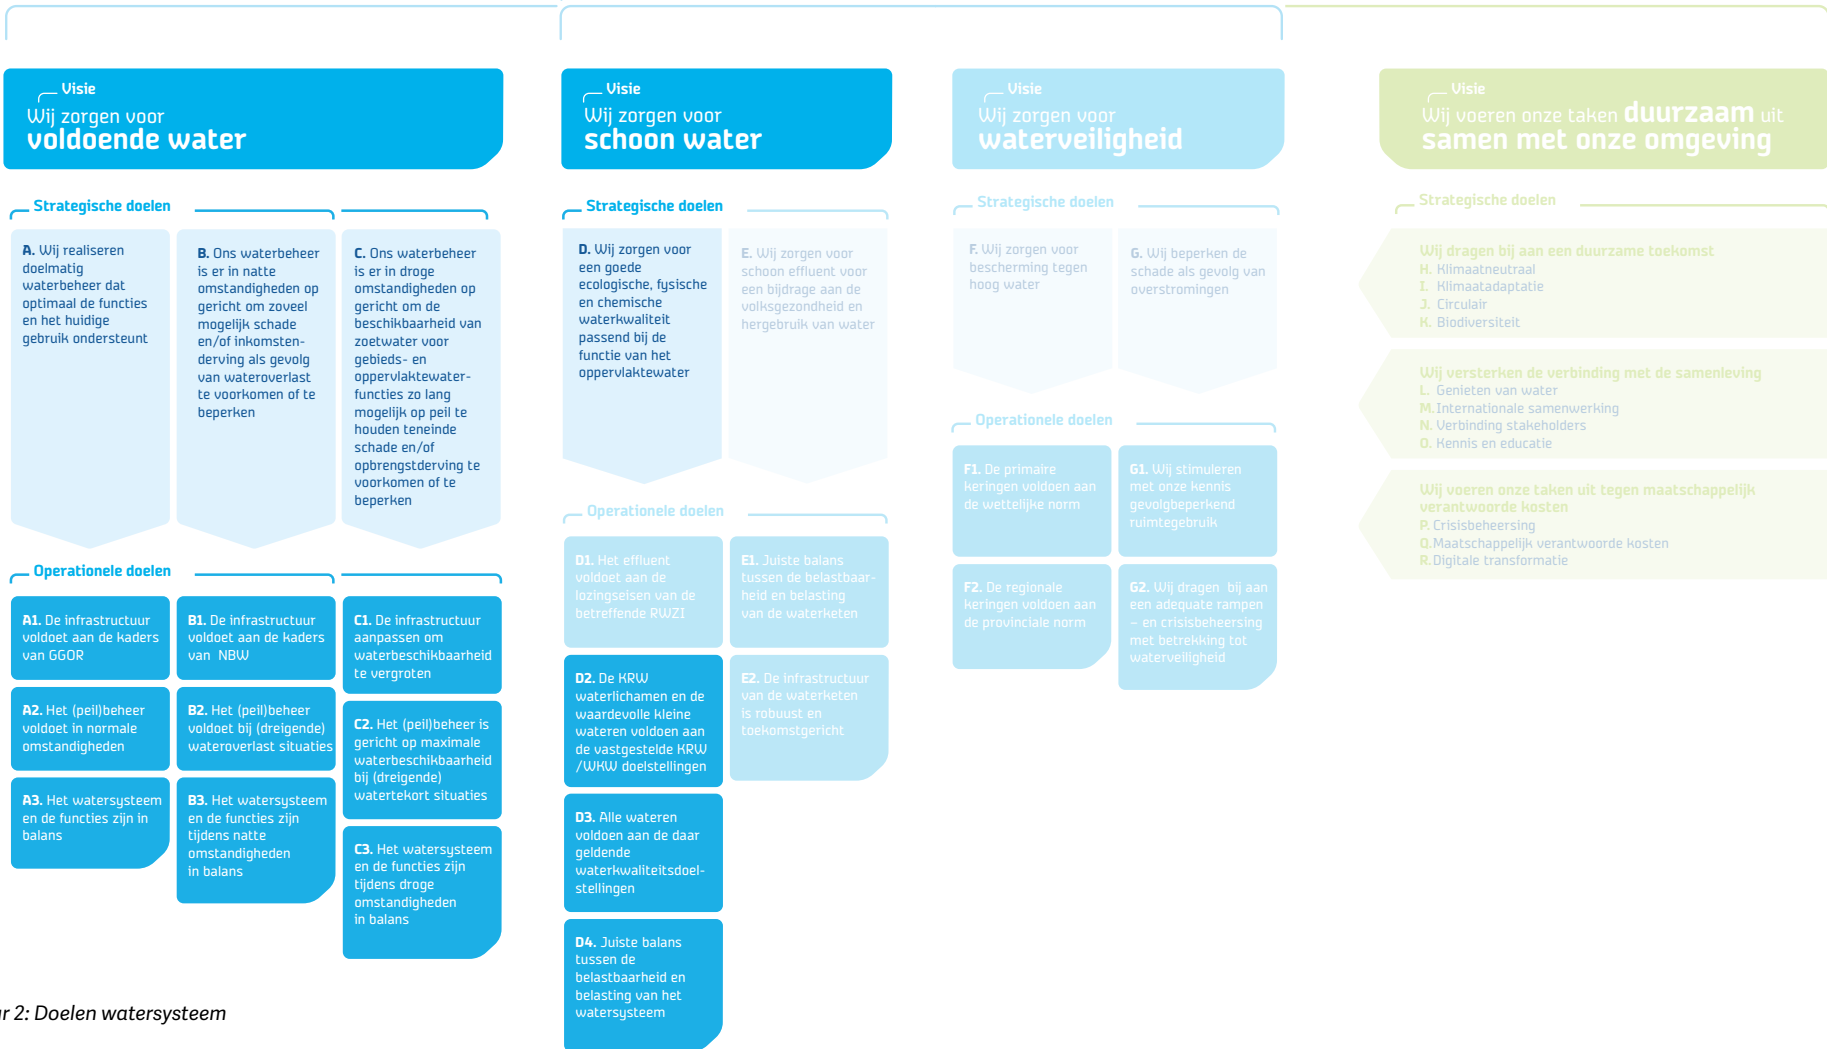 Visie
Wij zorgen voor
voldoende water
Strategische doelen
A. Wij realiseren
doelmatig
waterbeheer dat
optimaal de functies
en het huidige
gebruik ondersteunt
B. Ons waterbeheer
is er in natte
omstandigheden op
gericht om zoveel
mogelijk schade
en/of inkomsten-
derving als gevolg
van wateroverlast
te voorkomen of te
beperken
C. Ons waterbeheer
is er in droge
omstandigheden op
gericht om de
beschikbaarheid van
zoetwater voor
gebieds- en
oppervlaktewater-
functies zo lang
mogelijk op peil te
houden teneinde
schade en/of
opbrengstderving te
voorkomen of te
beperken
Operationele doelen
A1. De infrastructuur
voldoet aan de kaders
van GGOR
A2. Het (peil)beheer
voldoet in normale
omstandigheden
A3. Het watersysteem
en de functies zijn in
balans
B1. De infrastructuur
voldoet aan de kaders
van NBW
B2. Het (peil)beheer
voldoet bij (dreigende)
wateroverlast situaties
B3. Het watersysteem
en de functies zijn
tijdens natte
omstandigheden
in balans
C1. De infrastructuur
aanpassen om
waterbeschikbaarheid
te vergroten
C2. Het (peil)beheer is
gericht op maximale
waterbeschikbaarheid
bij (dreigende)
watertekort situaties
C3. Het watersysteem
en de functies zijn
tijdens droge
omstandigheden
in balans
Visie
Wij zorgen voor
schoon water
Strategische doelen
D. Wij zorgen voor
een goede
ecologische, fysische
en chemische
waterkwaliteit
passend bij de
functie van het
oppervlaktewater
E. Wij zorgen voor
schoon effluent voor
een bijdrage aan de
volksgezondheid en
hergebruik van water
Operationele doelen
D1. Het effluent
voldoet aan de
lozingseisen van de
betreffende RWZI
D2. De KRW
waterlichamen en de
waardevolle kleine
wateren voldoen aan
de vastgestelde KRW
/WKW doelstellingen
D3. Alle wateren
voldoen aan de daar
geldende
waterkwaliteitsdoel-
stellingen
D4. Juiste balans
tussen de
belastbaarheid en
belasting van het
watersysteem
E1. Juiste balans
tussen de belastbaar-
heid en belasting
van de waterketen
E2. De infrastructuur
van de waterketen
is robuust en
toekomstgericht
Visie
Wij zorgen voor
waterveiligheid
Strategische doelen
F. Wij zorgen voor
bescherming tegen
hoog water
G. Wij beperken de
schade als gevolg van
overstromingen
Operationele doelen
F1. De primaire
keringen voldoen aan
de wettelijke norm
F2. De regionale
keringen voldoen aan
de provinciale norm
G1. Wij stimuleren
met onze kennis
gevolgbeperkend
ruimtegebruik
G2. Wij dragen bij aan
een adequate rampen
– en crisisbeheersing
met betrekking tot
waterveiligheid
Visie
Wij voeren onze taken duurzaam uit
samen met onze omgeving
Strategische doelen
Wij dragen bij aan een duurzame toekomst
H. Klimaatneutraal
I. Klimaatadaptatie
J. Circulair
K. Biodiversiteit
Wij versterken de verbinding met de samenleving
L. Genieten van water
M. Internationale samenwerking
N. Verbinding stakeholders
O. Kennis en educatie
Wij voeren onze taken uit tegen maatschappelijk
verantwoorde kosten
P. Crisisbeheersing
Q. Maatschappelijk verantwoorde kosten
R. Digitale transformatie
r 2: Doelen watersysteem